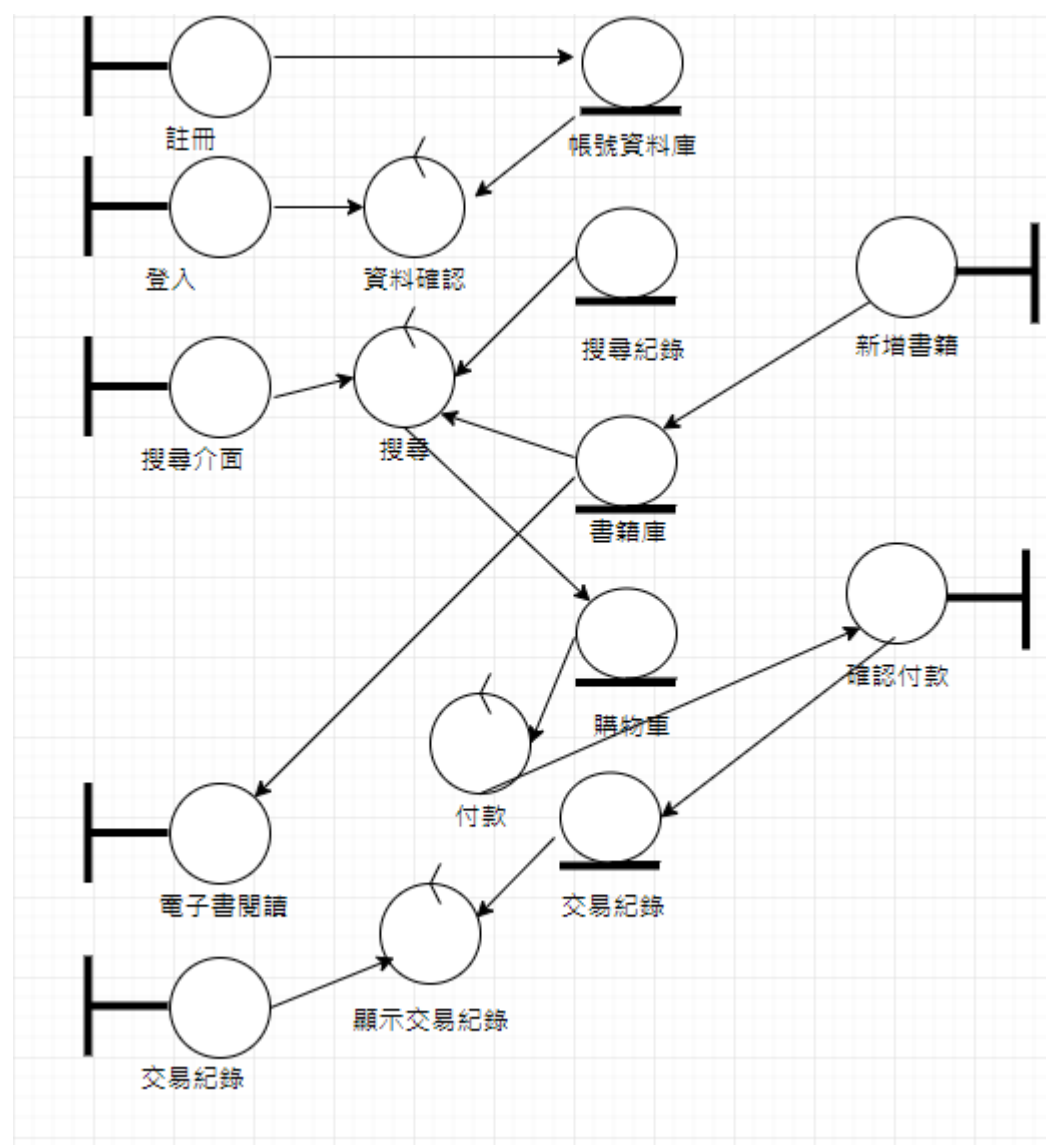 註冊
帳號資料庫
登入
資料確認
搜尋紀錄
新增書籍
搜尋介面
搜尋
書籍庫
確認付款
購物車
付款
電子書閱讀
交易紀錄
顯示交易紀錄
交易紀錄